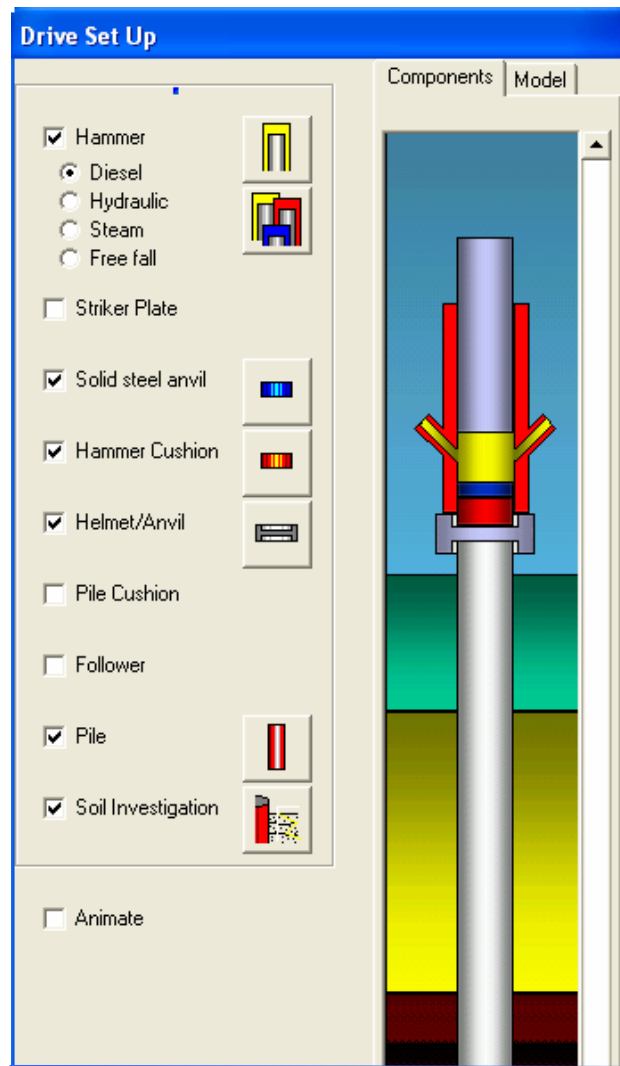 Drive Set Up
Components Model
Hammer
Diesel
Hydraulic
Steam
Free fall
Striker Plate
Solid steel anvil
Hammer Cushion
Helmet/Anvil
Pile Cushion
Follower
Pile
Soil Investigation
Animate